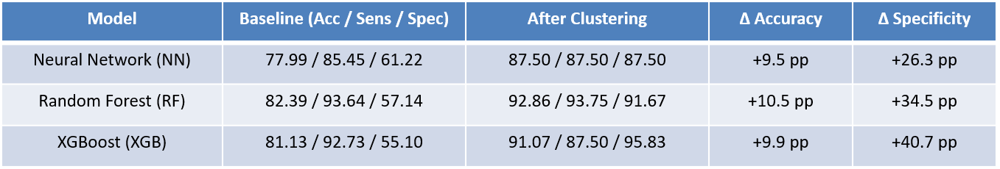 Model Baseline (Acc / Sens / Spec) After Clustering Δ Accuracy Δ Specificity
Neural Network (NN) 77.99 / 85.45 / 61.22 87.50 / 87.50 / 87.50 +9.5 pp +26.3 pp
Random Forest (RF) 82.39 / 93.64 / 57.14 92.86 / 93.75 / 91.67 +10.5 pp +34.5 pp
XGBoost (XGB) 81.13 / 92.73 / 55.10 91.07 / 87.50 / 95.83 +9.9 pp +40.7 pp